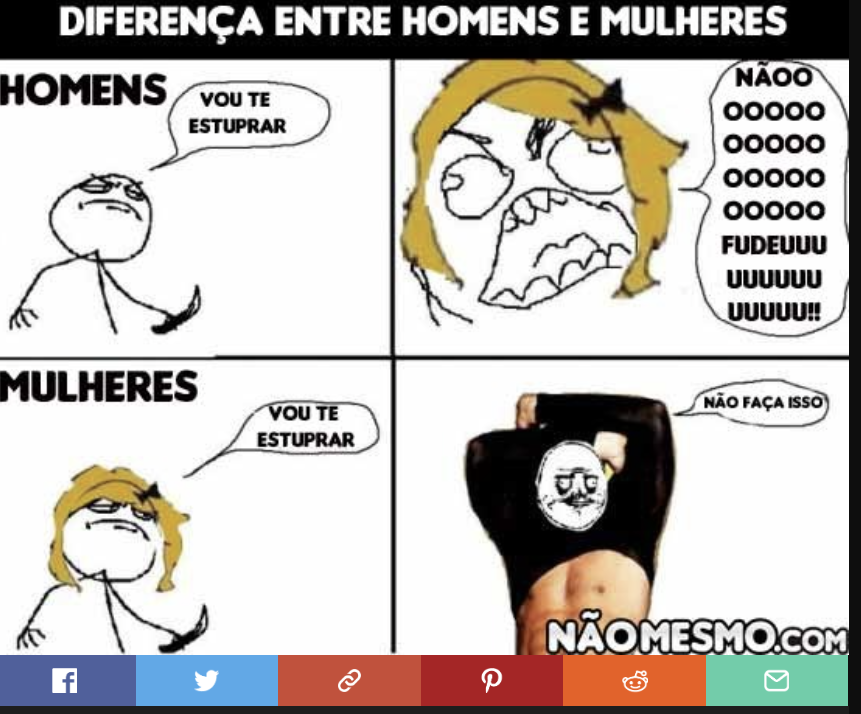 DIFERENÇA ENTRE HOMENS E MULHERES
HOMENS
VOU TE
ESTUPRAR
NÃOO
OOOOO
OOOOO
OOOOO
OOOOO
FUDEUUU
UUUUUU
UUUUU!!
MULHERES
VOU TE
ESTUPRAR
NÃO FAÇA ISSO
NÃOMESMO.COM